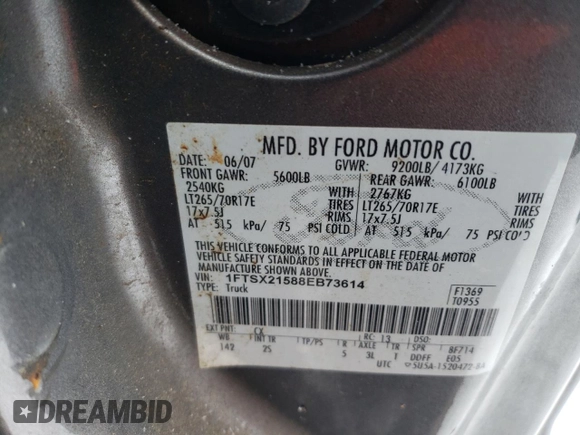 MFD. BY FORD MOTOR CO.
DATE: 06/07 GVWR: 9200LB/ 4173KG
FRONT GAWR: 5600LB REAR GAWR: 6100LB
2540KG WITH 2767KG WITH
LT265/70R17E TIRES LT265/70R17E TIRES
17x7.5J RIMS 17x7.5J RIMS
AT 515 kPa/ 75 PSI COLD AT 515 kPa/ 75 PSI COLD
THIS VEHICLE CONFORMS TO ALL APPLICABLE FEDERAL MOTOR
VEHICLE SAFETY STANDARDS IN EFFECT ON THE DATE OF
MANUFACTURE SHOWN ABOVE.
VIN: 1FTSX21588EB73614
TYPE: Truck
F1369
T0955
EXT PNT: CX RC: 13 DSO:
WB INT TR TP/PS R AXLE TR SPR 8F714
142 2S 5 3L T DDFF E05
UTC
DREAMBID